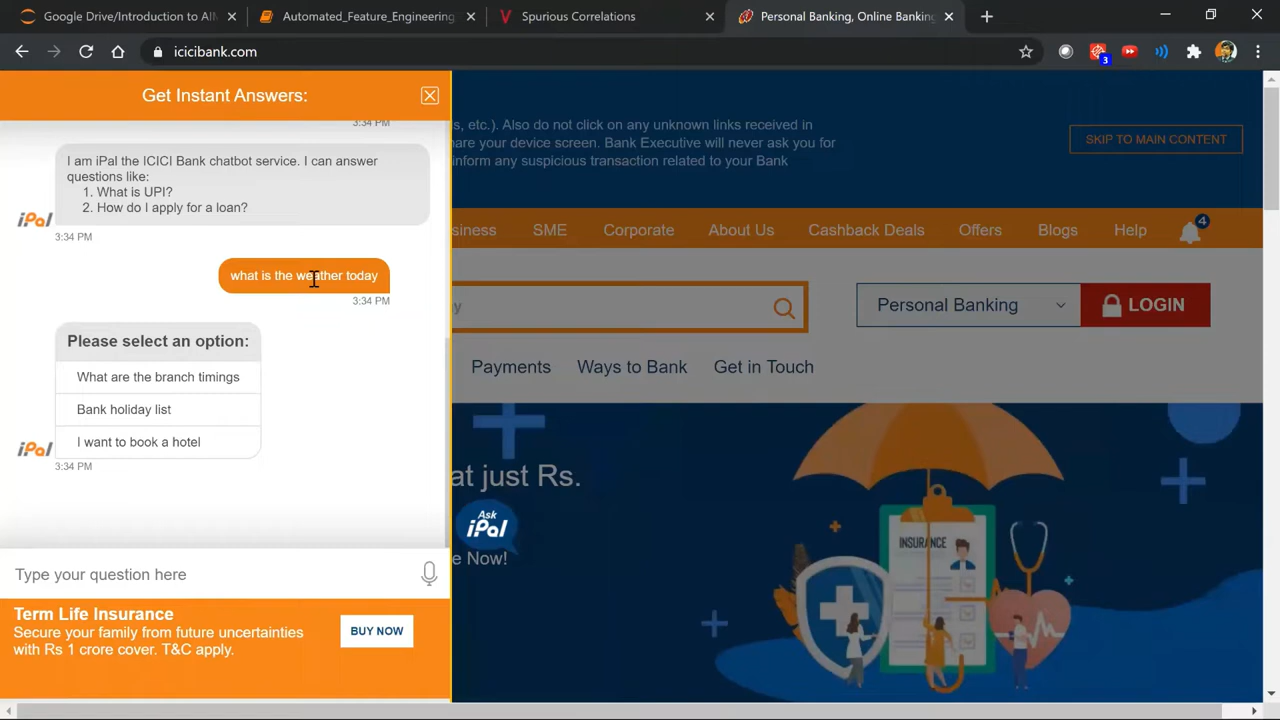 Google Drive/Introduction to AI
Automated_Feature_Engineering
Spurious Correlations
Personal Banking, Online Banking
icicibank.com
3
Get Instant Answers:
3:34 PM
I am iPal the ICICI Bank chatbot service. I can answer
questions like:
1. What is UPI?
2. How do I apply for a loan?
iPal
3:34 PM
what is the weather today
3:34 PM
Please select an option:
What are the branch timings
Bank holiday list
I want to book a hotel
iPal
3:34 PM
Type your question here
Term Life Insurance
Secure your family from future uncertainties
with Rs 1 crore cover. T&C apply.
BUY NOW
s, etc.). Also do not click on any unknown links received in
hare your device screen. Bank Executive will never ask you for
inform any suspicious transaction related to your Bank
SKIP TO MAIN CONTENT
siness
SME
Corporate
About Us
Cashback Deals
Offers
Blogs
Help
4
y
Personal Banking
LOGIN
Payments
Ways to Bank
Get in Touch
at just Rs.
Ask
iPal
e Now!
INSURANCE